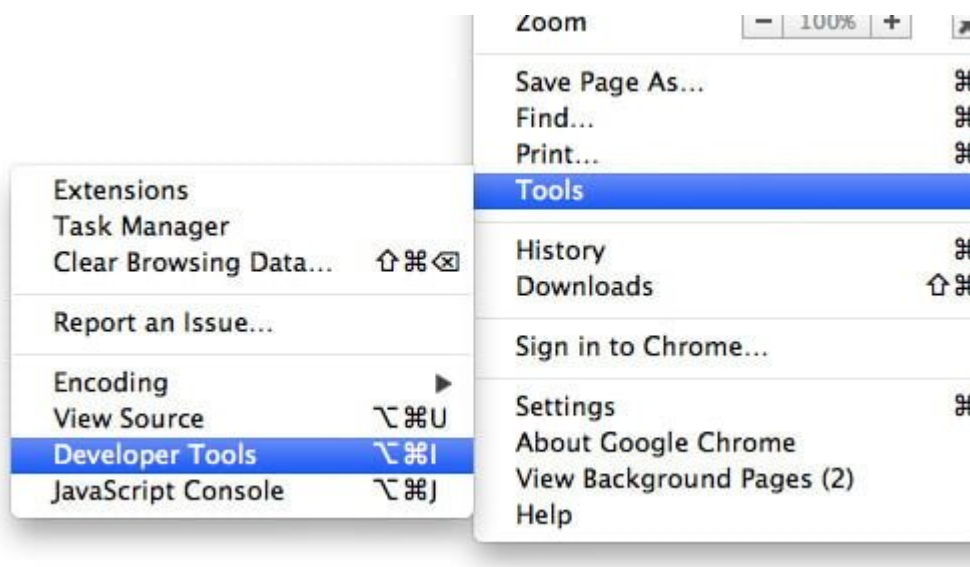 Zoom − 100% +
Save Page As... ⌘
Find... ⌘
Print... ⌘
Tools
History ⌘
Downloads ⇧⌘
Sign in to Chrome...
Settings ⌘
About Google Chrome
View Background Pages (2)
Help
Extensions
Task Manager
Clear Browsing Data... ⇧⌘⌫
Report an Issue...
Encoding ▶
View Source ⌥⌘U
Developer Tools ⌥⌘I
JavaScript Console ⌥⌘J